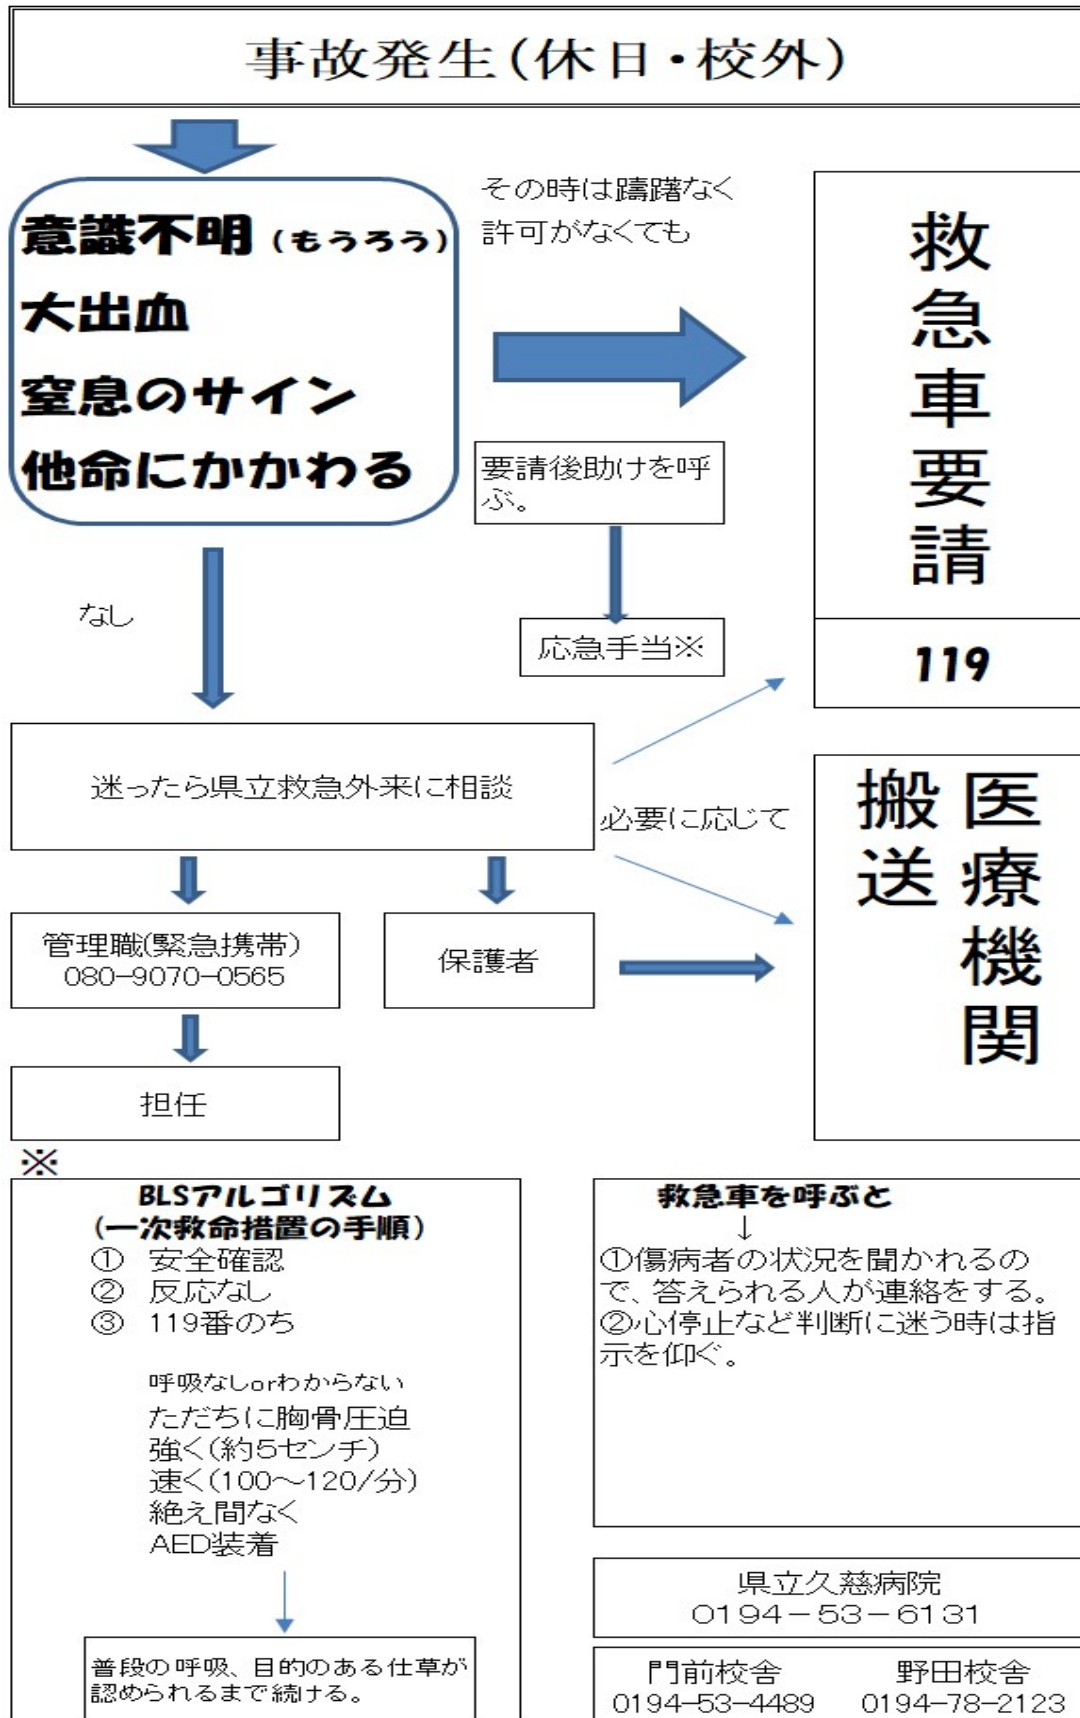 事故発生(休日・校外)
意識不明(もうろう)
大出血
窒息のサイン
他命にかかわる
その時は躊躇なく
許可がなくても
救急車要請
119
要請後助けを呼
ぶ。
応急手当※
なし
迷ったら県立救急外来に相談
必要に応じて
医療機関
搬送
管理職(緊急携帯)
080-9070-0565
保護者
担任
※
BLSアルゴリズム
(一次救命措置の手順)
① 安全確認
② 反応なし
③ 119番のち
呼吸なしorわからない
ただちに胸骨圧迫
強く(約5センチ)
速く(100～120/分)
絶え間なく
AED装着
普段の呼吸、目的のある仕草が
認められるまで続ける。
救急車を呼ぶと
↓
①傷病者の状況を聞かれるの
で、答えられる人が連絡をする。
②心停止など判断に迷う時は指
示を仰ぐ。
県立久慈病院
0194-53-6131
門前校舎 野田校舎
0194-53-4489 0194-78-2123